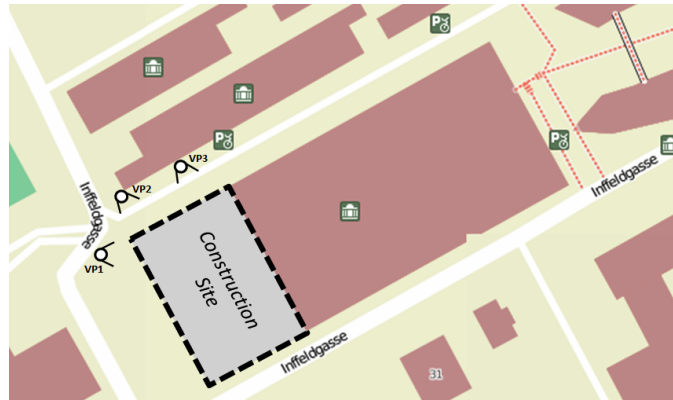 P
P
VP3
VP2
Inffeldgasse
Inffeldgasse
VP1
Construction
Site
Inffeldgasse
31
P